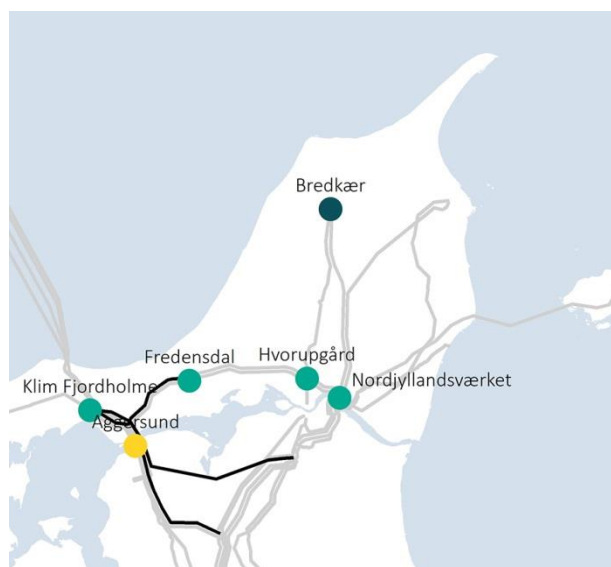 Bredkær
Fredensdal
Hvorupgård
Klim Fjordholme
Nordjyllandsværket
Aggersund